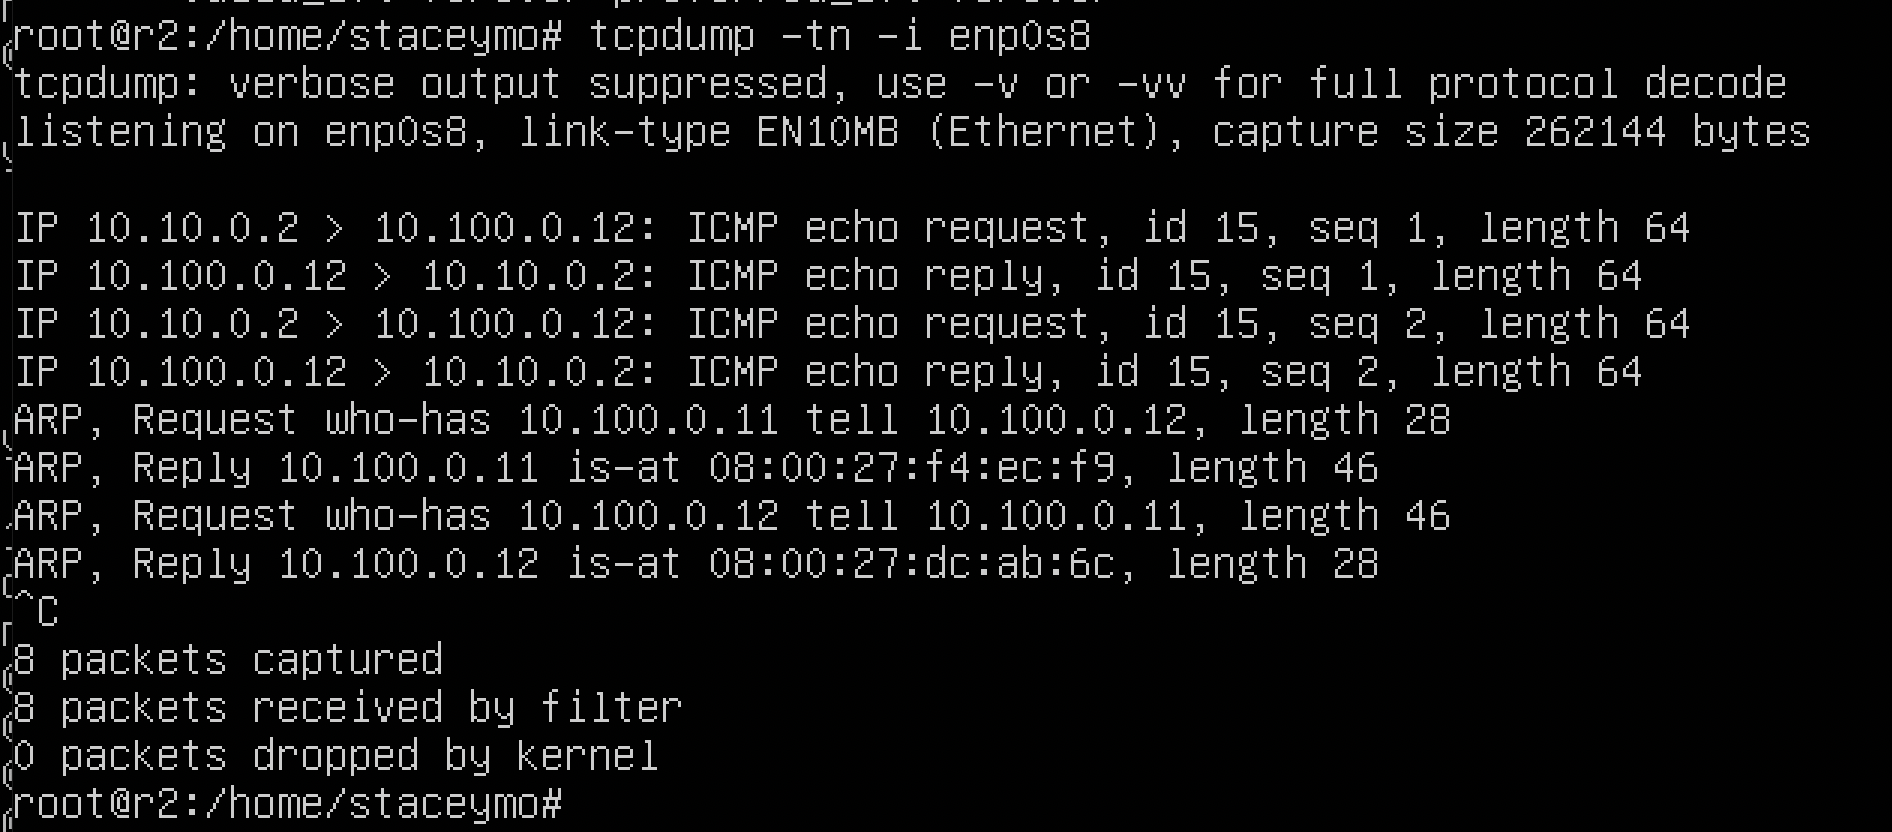 root@r2:/home/staceymo# tcpdump -tn -i enp0s8
tcpdump: verbose output suppressed, use -v or -vv for full protocol decode
listening on enp0s8, link-type EN10MB (Ethernet), capture size 262144 bytes
IP 10.10.0.2 > 10.100.0.12: ICMP echo request, id 15, seq 1, length 64
IP 10.100.0.12 > 10.10.0.2: ICMP echo reply, id 15, seq 1, length 64
IP 10.10.0.2 > 10.100.0.12: ICMP echo request, id 15, seq 2, length 64
IP 10.100.0.12 > 10.10.0.2: ICMP echo reply, id 15, seq 2, length 64
ARP, Request who-has 10.100.0.11 tell 10.100.0.12, length 28
ARP, Reply 10.100.0.11 is-at 08:00:27:f4:ec:f9, length 46
ARP, Request who-has 10.100.0.12 tell 10.100.0.11, length 46
ARP, Reply 10.100.0.12 is-at 08:00:27:dc:ab:6c, length 28
^C
8 packets captured
8 packets received by filter
0 packets dropped by kernel
root@r2:/home/staceymo#